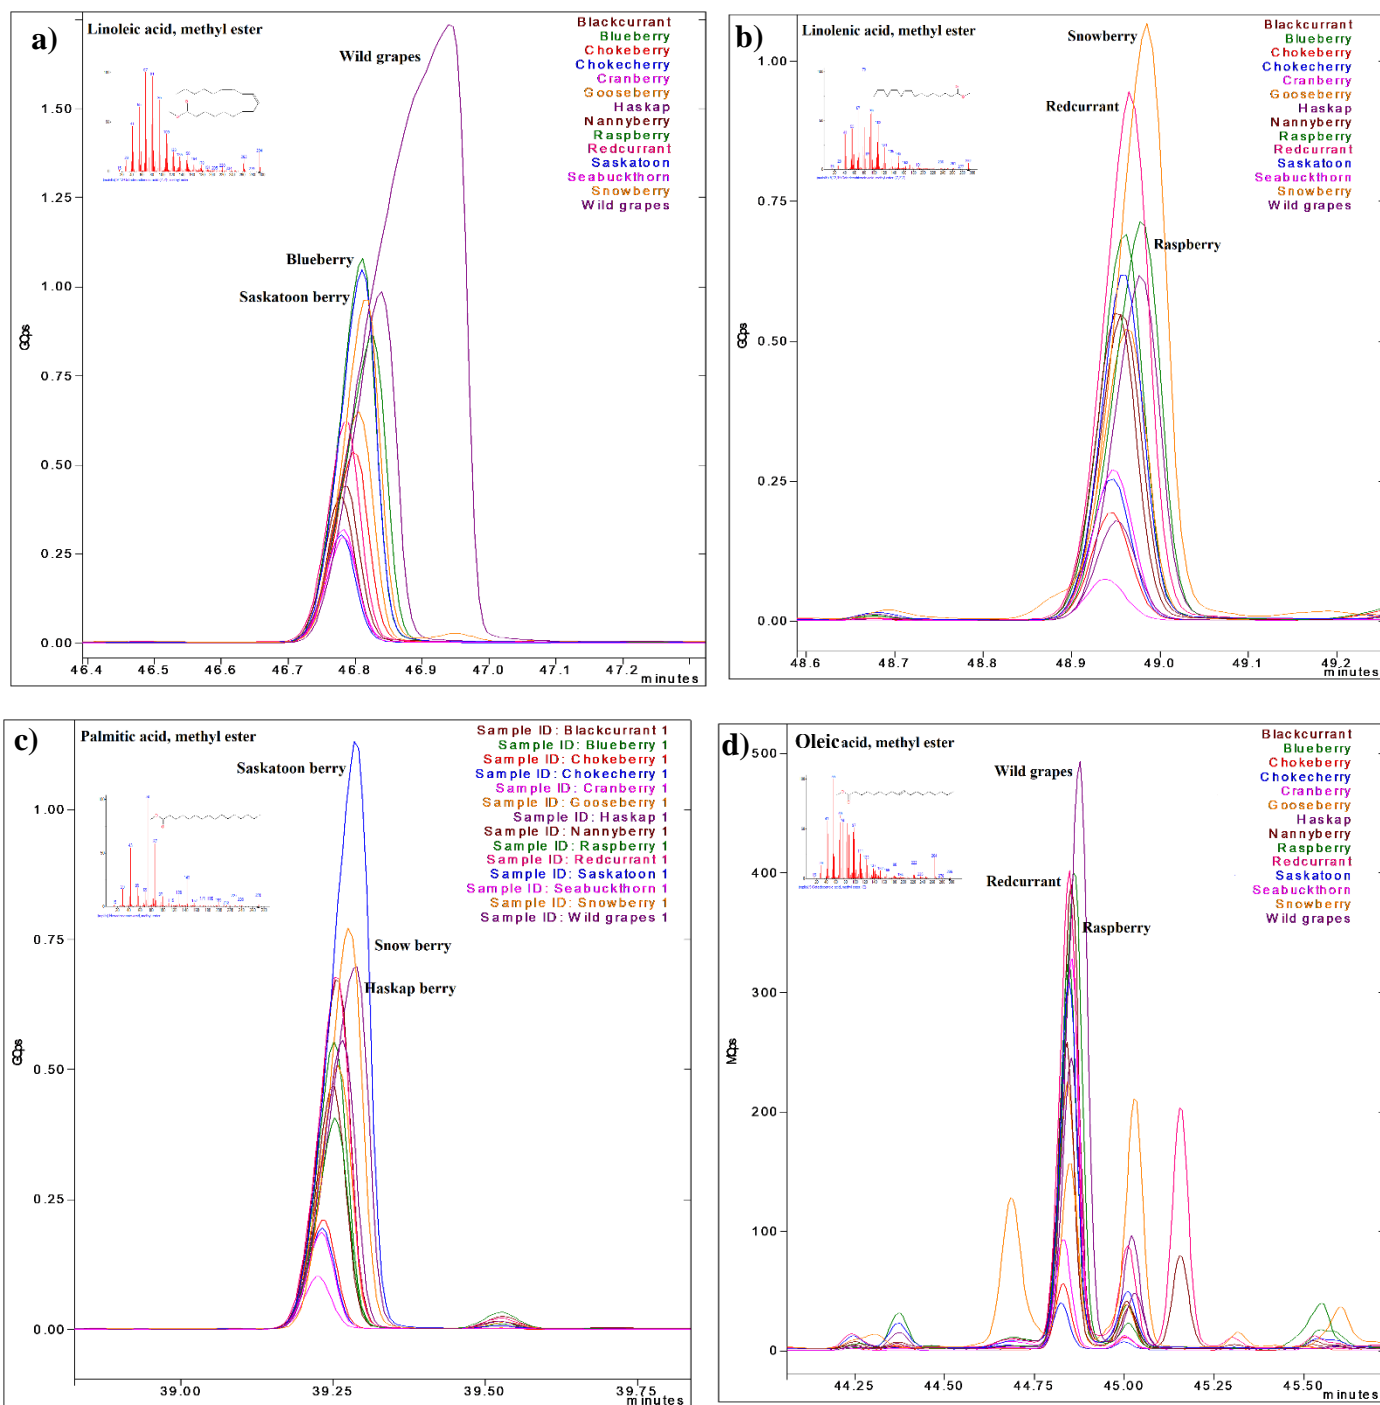 a)
Linoleic acid, methyl ester
Wild grapes
Blueberry
Saskatoon berry
Blackcurrant
Blueberry
Chokeberry
Chokecherry
Cranberry
Gooseberry
Haskap
Nannyberry
Raspberry
Redcurrant
Saskatoon
Seabuckthorn
Snowberry
Wild grapes
1.50
1.25
1.00
0.75
0.50
0.25
0.00
GCps
46.4 46.5 46.6 46.7 46.8 46.9 47.0 47.1 47.2
minutes
b)
Linolenic acid, methyl ester
Snowberry
Redcurrant
Raspberry
Blackcurrant
Blueberry
Chokeberry
Chokecherry
Cranberry
Gooseberry
Haskap
Nannyberry
Raspberry
Redcurrant
Saskatoon
Seabuckthorn
Snowberry
Wild grapes
1.00
0.75
0.50
0.25
0.00
GCps
48.6 48.7 48.8 48.9 49.0 49.1 49.2
minutes
c)
Palmitic acid, methyl ester
Saskatoon berry
Snow berry
Haskap berry
Sample ID: Blackcurrant 1
Sample ID: Blueberry 1
Sample ID: Chokeberry 1
Sample ID: Chokecherry 1
Sample ID: Cranberry 1
Sample ID: Gooseberry 1
Sample ID: Haskap 1
Sample ID: Nannyberry 1
Sample ID: Raspberry 1
Sample ID: Redcurrant 1
Sample ID: Saskatoon 1
Sample ID: Seabuckthorn 1
Sample ID: Snowberry 1
Sample ID: Wild grapes 1
1.00
0.75
0.50
0.25
0.00
GCps
39.00 39.25 39.50 39.75
minutes
d)
Oleic acid, methyl ester
Wild grapes
Redcurrant
Raspberry
Blackcurrant
Blueberry
Chokeberry
Chokecherry
Cranberry
Gooseberry
Haskap
Nannyberry
Raspberry
Redcurrant
Saskatoon
Seabuckthorn
Snowberry
Wild grapes
500
400
300
200
100
0
MCps
44.25 44.50 44.75 45.00 45.25 45.50
minutes